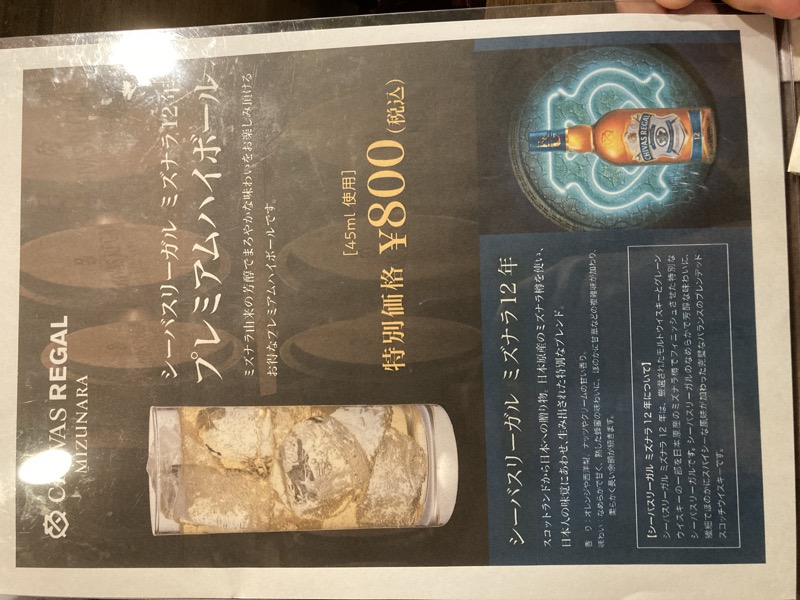 CHIVAS REGAL
MIZUNARA
シーバスリーガル ミズナラ12年
プレミアムハイボール
ミズナラ由来の芳醇でまろやかな味わいをお楽しみ頂ける
お得なプレミアムハイボールです。
[45ml 使用]
特別価格 ¥800(税込)
シーバスリーガル ミズナラ12年
スコットランドから日本への贈り物。日本原産のミズナラ樽を使い、
日本人の味覚にあわせ、生み出された特別なブレンド。
香 り:オレンジや西洋梨、ナッツやクリームの甘い香り。
味わい:なめらかで甘く、熟した蜂蜜の味わいに、ほのかに甘草などの複雑味が加わり、
柔らかく長い余韻が続きます。
【シーバスリーガル ミズナラ 12 年について】
シーバスリーガル ミズナラ 12 年は、厳選されたモルトウイスキーとグレーン
ウイスキーの一部を日本原産のミズナラ樽でフィニッシュさせた特別な
シーバスリーガルです。シーバスリーガルのなめらかで芳醇な味わいに、
繊細でほのかにスパイシーな風味が加わった完璧なバランスのブレンデッド
スコッチウイスキーです。
CHIVAS REGAL
12